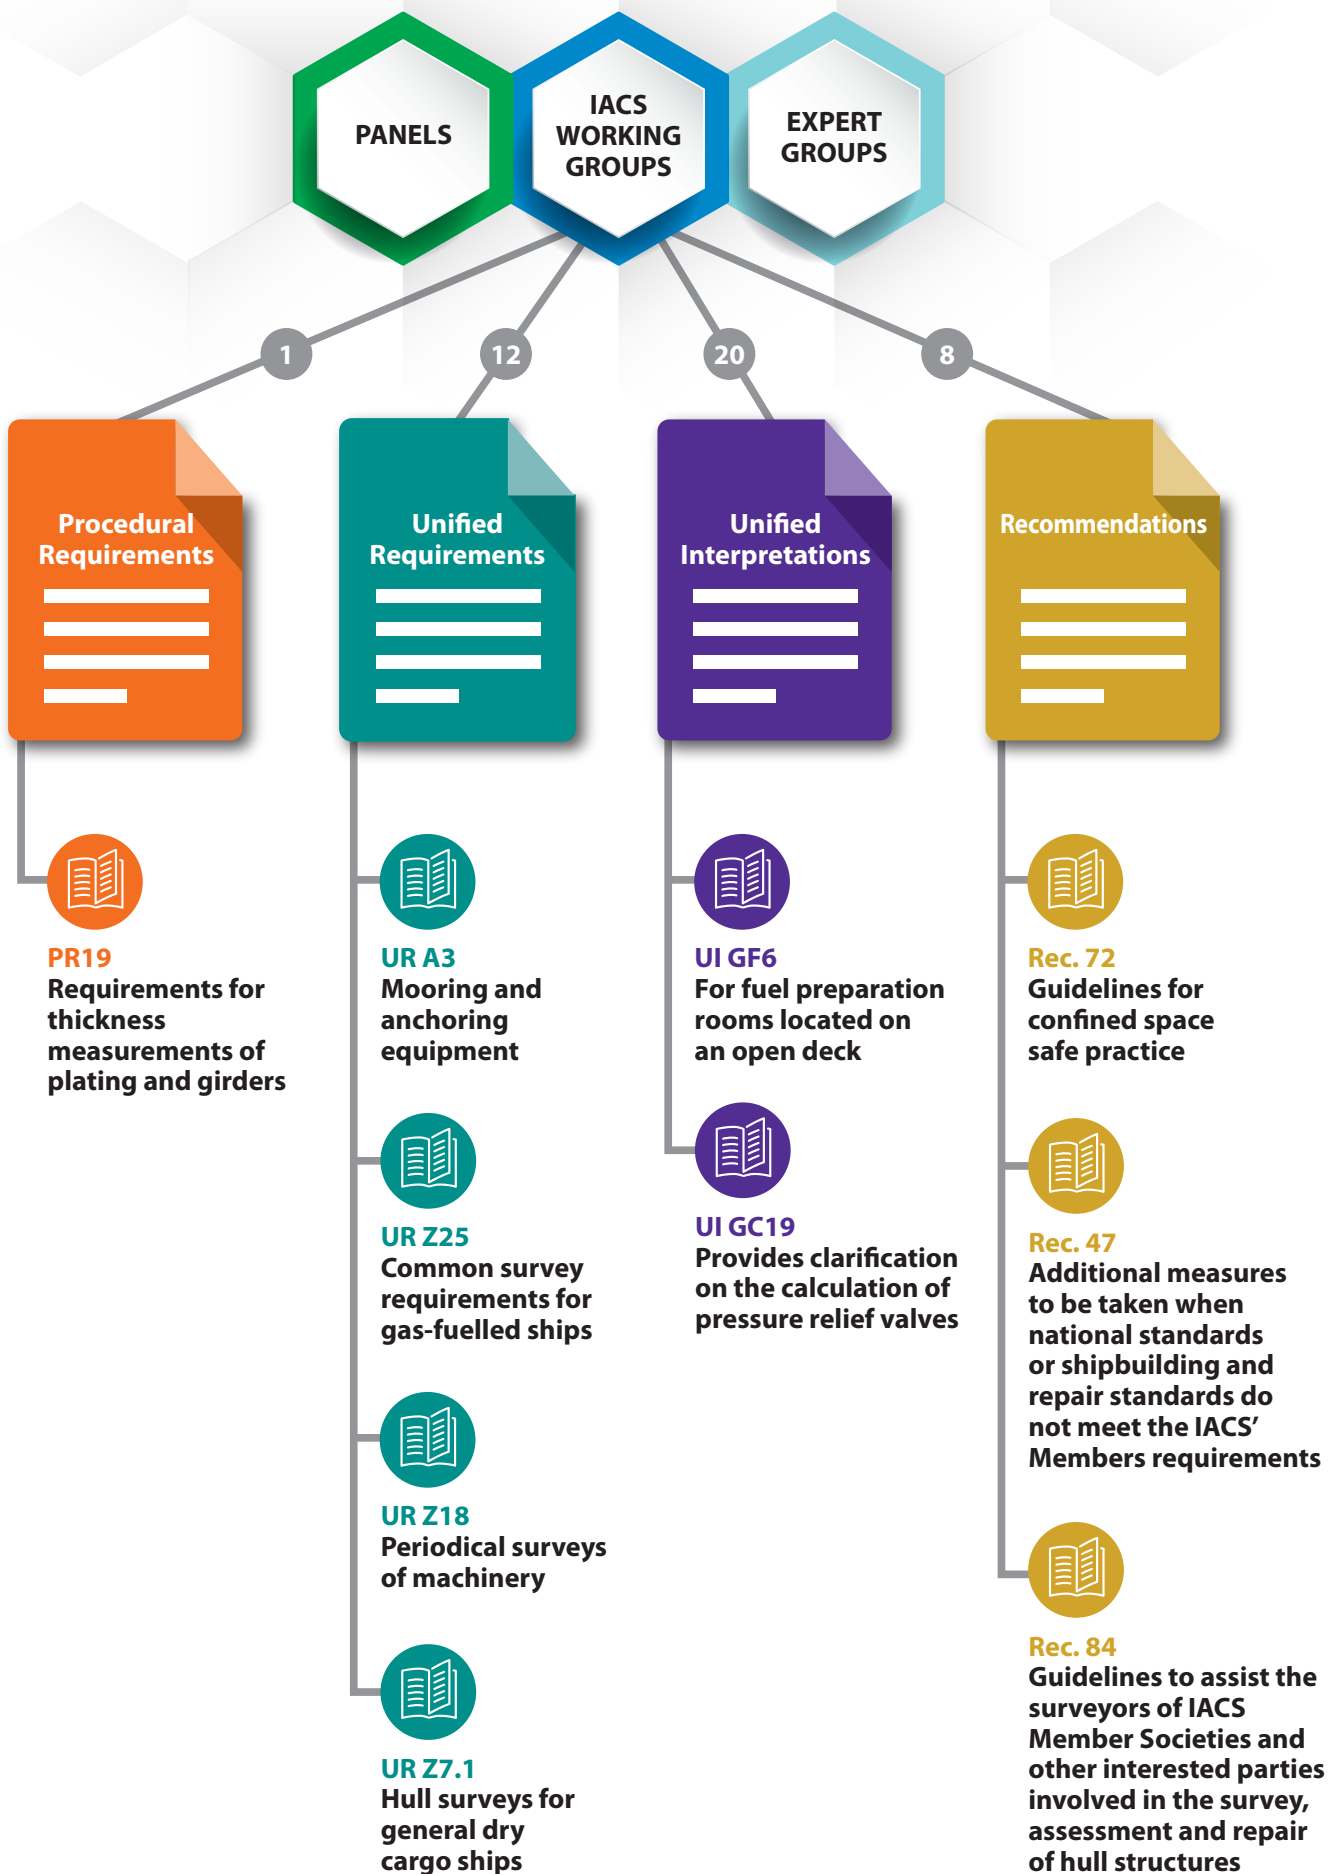 PANELS
IACS
WORKING
GROUPS
EXPERT
GROUPS
1
12
20
8
Procedural
Requirements
Unified
Requirements
Unified
Interpretations
Recommendations
PR19
Requirements for
thickness
measurements of
plating and girders
UR A3
Mooring and
anchoring
equipment
UR Z25
Common survey
requirements for
gas-fuelled ships
UR Z18
Periodical surveys
of machinery
UR Z7.1
Hull surveys for
general dry
cargo ships
UI GF6
For fuel preparation
rooms located on
an open deck
UI GC19
Provides clarification
on the calculation of
pressure relief valves
Rec. 72
Guidelines for
confined space
safe practice
Rec. 47
Additional measures
to be taken when
national standards
or shipbuilding and
repair standards do
not meet the IACS’
Members requirements
Rec. 84
Guidelines to assist the
surveyors of IACS
Member Societies and
other interested parties
involved in the survey,
assessment and repair
of hull structures